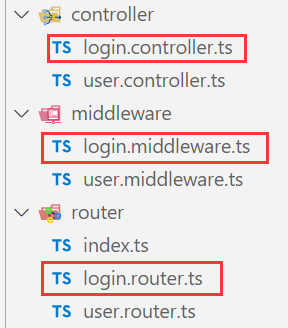 controller
TS login.controller.ts
TS user.controller.ts
middleware
TS login.middleware.ts
TS user.middleware.ts
router
TS index.ts
TS login.router.ts
TS user.router.ts